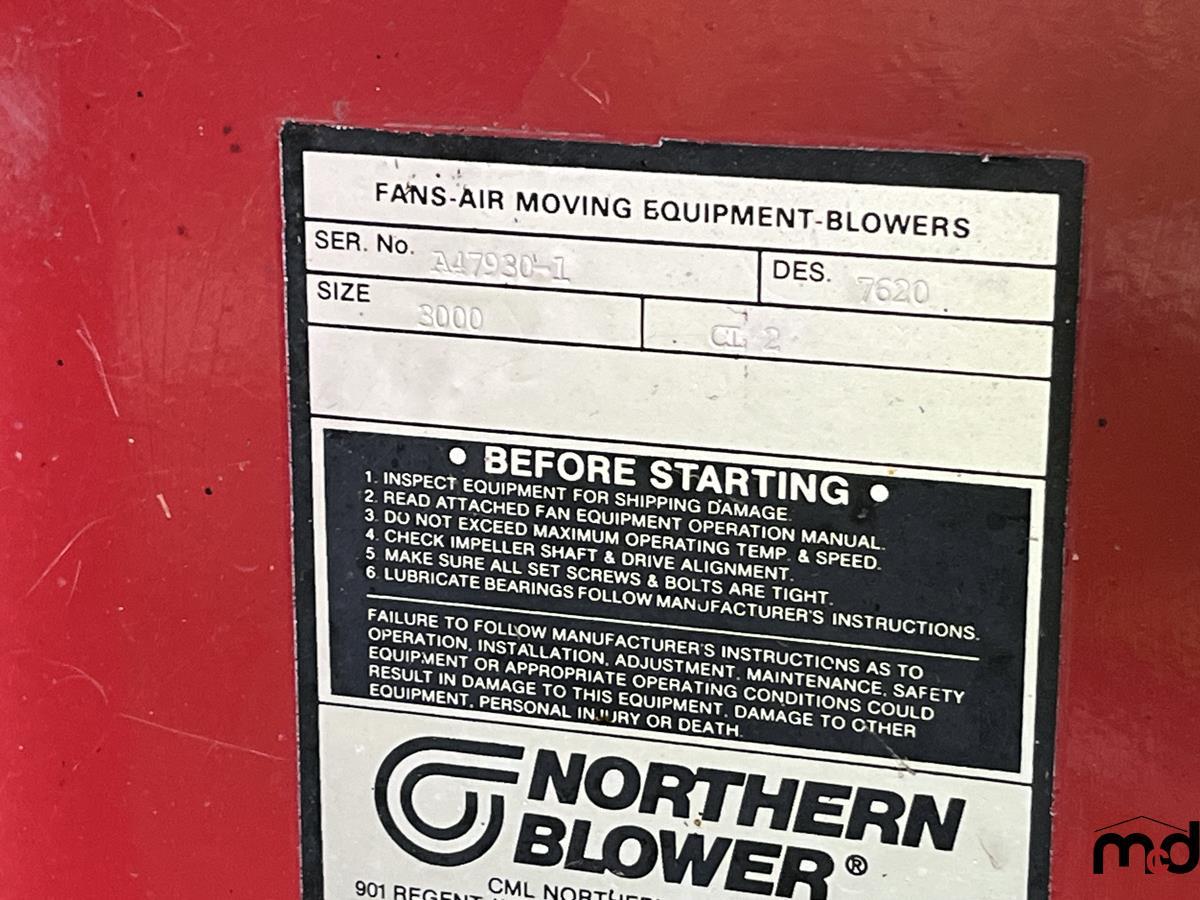 FANS-AIR MOVING EQUIPMENT-BLOWERS
SER. No. A47930-1 DES. 7620
SIZE 3000 CL 2
• BEFORE STARTING •
1. INSPECT EQUIPMENT FOR SHIPPING DAMAGE.
2. READ ATTACHED FAN EQUIPMENT OPERATION MANUAL.
3. DO NOT EXCEED MAXIMUM OPERATING TEMP. & SPEED.
4. CHECK IMPELLER SHAFT & DRIVE ALIGNMENT.
5. MAKE SURE ALL SET SCREWS & BOLTS ARE TIGHT.
6. LUBRICATE BEARINGS FOLLOW MANUFACTURER'S INSTRUCTIONS.
FAILURE TO FOLLOW MANUFACTURER'S INSTRUCTIONS AS TO
OPERATION, INSTALLATION, ADJUSTMENT, MAINTENANCE, SAFETY
EQUIPMENT OR APPROPRIATE OPERATING CONDITIONS COULD
RESULT IN DAMAGE TO THIS EQUIPMENT, DAMAGE TO OTHER
EQUIPMENT, PERSONAL INJURY OR DEATH.
NORTHERN
BLOWER®
CML
901 REGENT
mcd